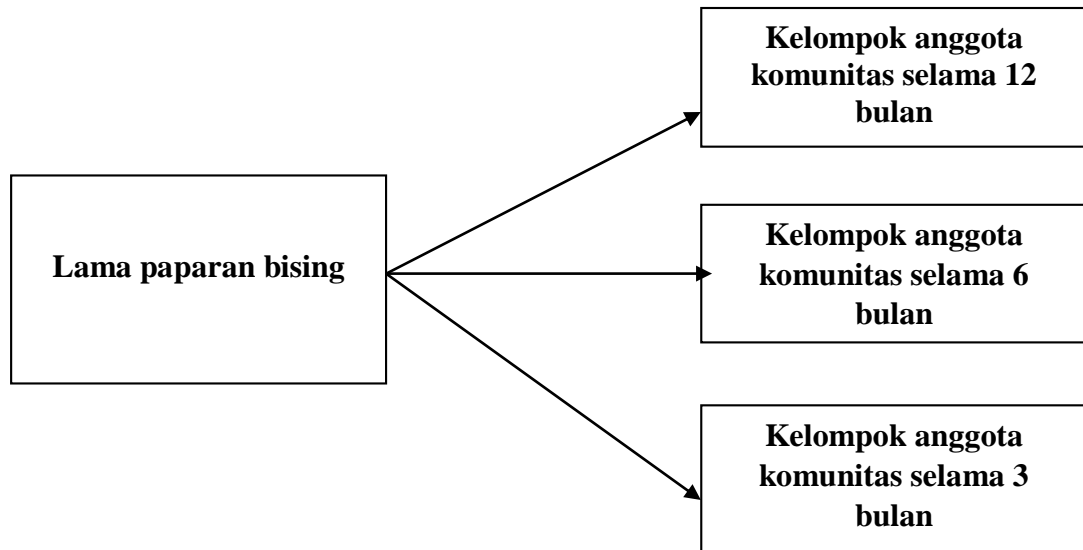 Kelompok anggota
komunitas selama 12
bulan
Lama paparan bising
Kelompok anggota
komunitas selama 6
bulan
Kelompok anggota
komunitas selama 3
bulan